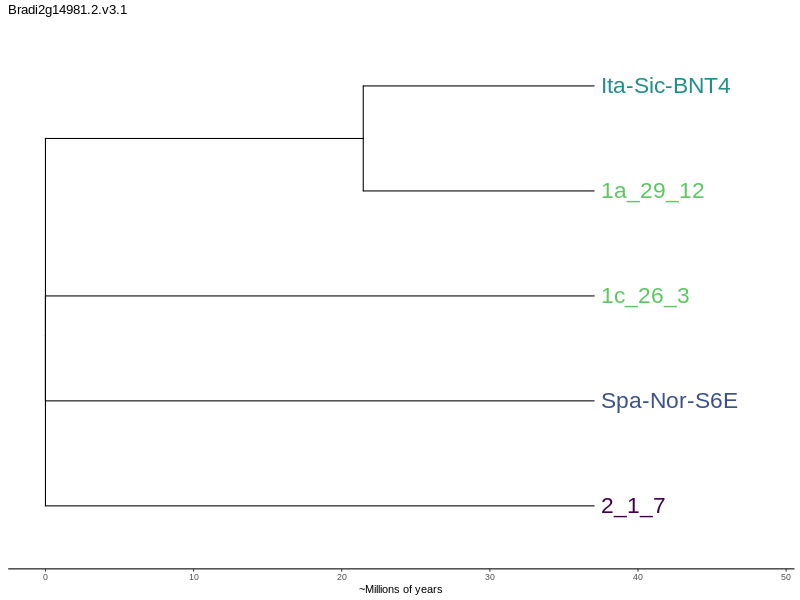 Bradi2g14981.2.v3.1
Ita-Sic-BNT4
1a_29_12
1c_26_3
Spa-Nor-S6E
2_1_7
0 10 20 30 40 50
~Millions of years